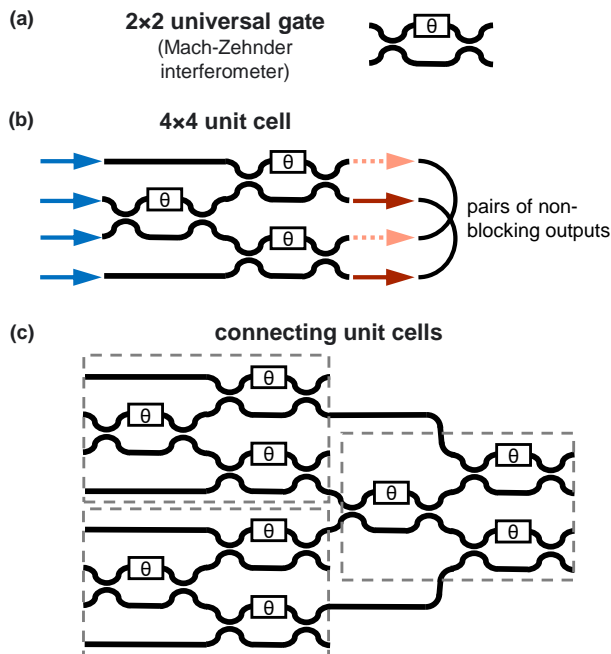 (a)
2×2 universal gate
(Mach-Zehnder
interferometer)
θ
(b)
4×4 unit cell
θ
θ
θ
pairs of non-
blocking outputs
(c)
connecting unit cells
θ
θ
θ
θ
θ
θ
θ
θ
θ